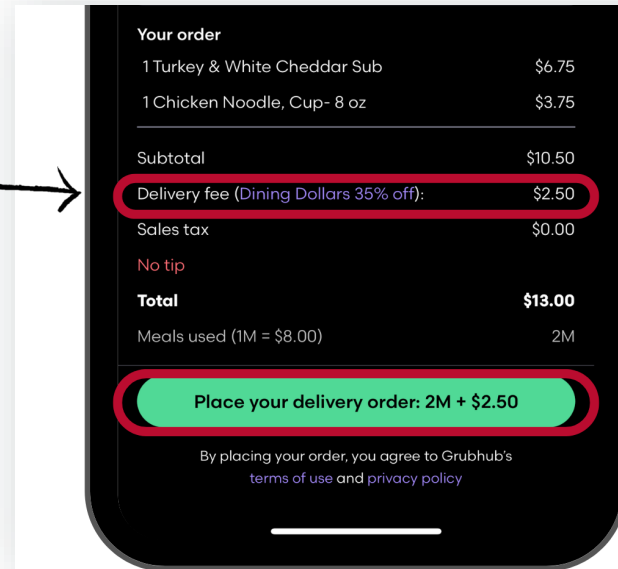 Your order
1 Turkey & White Cheddar Sub $6.75
1 Chicken Noodle, Cup- 8 oz $3.75
Subtotal $10.50
Delivery fee (Dining Dollars 35% off): $2.50
Sales tax $0.00
No tip
Total $13.00
Meals used (1M = $8.00) 2M
Place your delivery order: 2M + $2.50
By placing your order, you agree to Grubhub's
terms of use and privacy policy